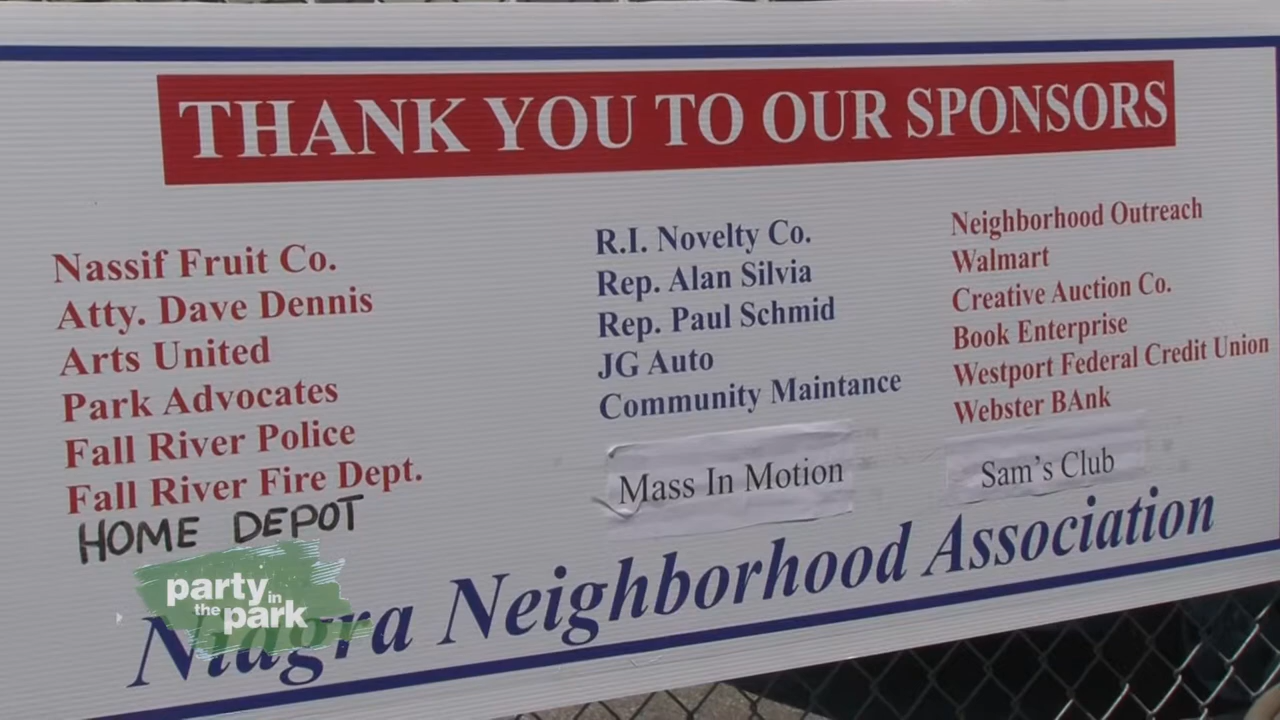 THANK YOU TO OUR SPONSORS
Nassif Fruit Co.
Atty. Dave Dennis
Arts United
Park Advocates
Fall River Police
Fall River Fire Dept.
HOME DEPOT
R.I. Novelty Co.
Rep. Alan Silvia
Rep. Paul Schmid
JG Auto
Community Maintance
Mass In Motion
Neighborhood Outreach
Walmart
Creative Auction Co.
Book Enterprise
Westport Federal Credit Union
Webster BAnk
Sam's Club
Niagra Neighborhood Association
party in
the park